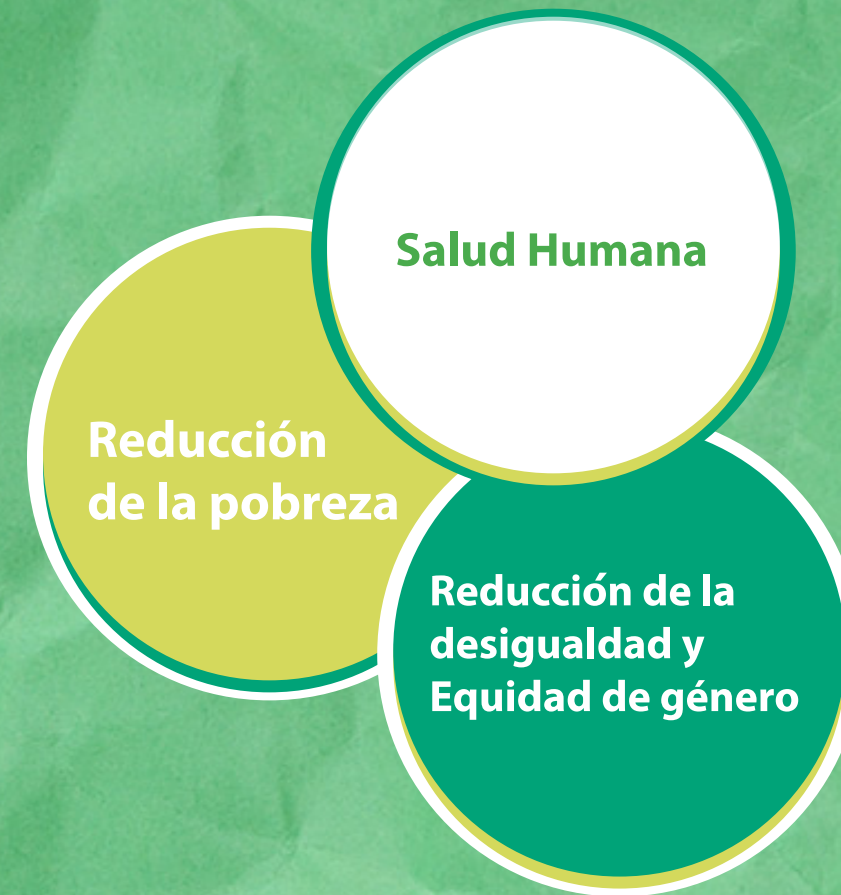 Salud Humana
Reducción
de la pobreza
Reducción de la
desigualdad y
Equidad de género